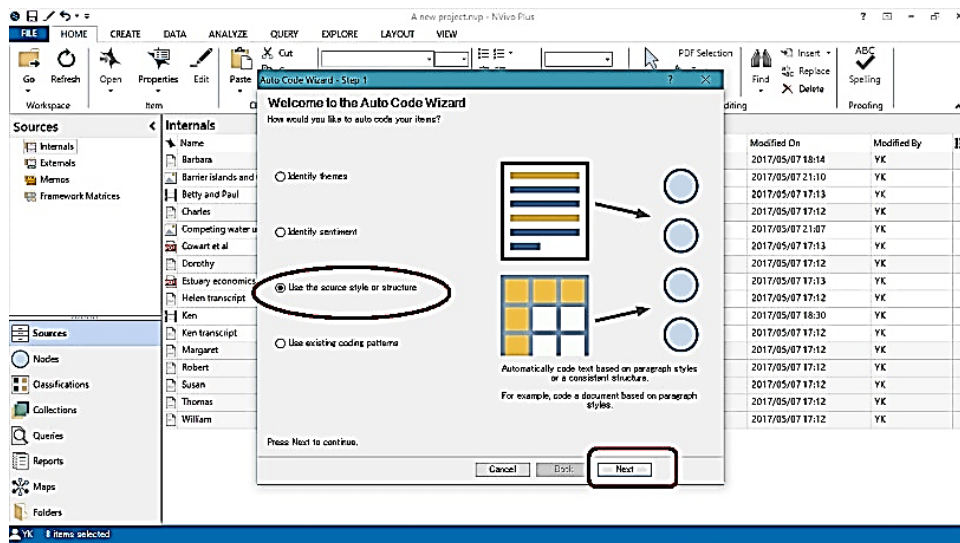 A new project.nvp - NVivo Plus
FILE HOME CREATE DATA ANALYZE QUERY EXPLORE LAYOUT VIEW
Go Refresh Open Properties Edit Paste Cut PDF Selection Find Insert Replace Delete ABC Spelling
Workspace Item Editing Proofing
Auto Code Wizard - Step 1
Welcome to the Auto Code Wizard
How would you like to auto code your items?
Identify themes
Identify sentiment
Use the source style or structure
Use existing coding patterns
Automatically code text based on paragraph styles
or a consistent structure.
For example, code a document based on paragraph
styles.
Press Next to continue.
Cancel Back Next
Sources
Internals
Externals
Memos
Framework Matrices
Sources
Nodes
Classifications
Collections
Queries
Reports
Maps
Folders
Internals
Name Modified On Modified By
Barbara 2017/05/07 18:14 YK
Barrier islands and 2017/05/07 21:10 YK
Betty and Paul 2017/05/07 17:13 YK
Charles 2017/05/07 17:12 YK
Competing water u 2017/05/07 21:07 YK
Cowart et al 2017/05/07 17:13 YK
Dorothy 2017/05/07 17:12 YK
Estuary economics 2017/05/07 17:13 YK
Helen transcript 2017/05/07 17:12 YK
Ken 2017/05/07 18:30 YK
Ken transcript 2017/05/07 17:12 YK
Margaret 2017/05/07 17:12 YK
Robert 2017/05/07 17:12 YK
Susan 2017/05/07 17:12 YK
Thomas 2017/05/07 17:12 YK
William 2017/05/07 17:12 YK
YK 8 items selected